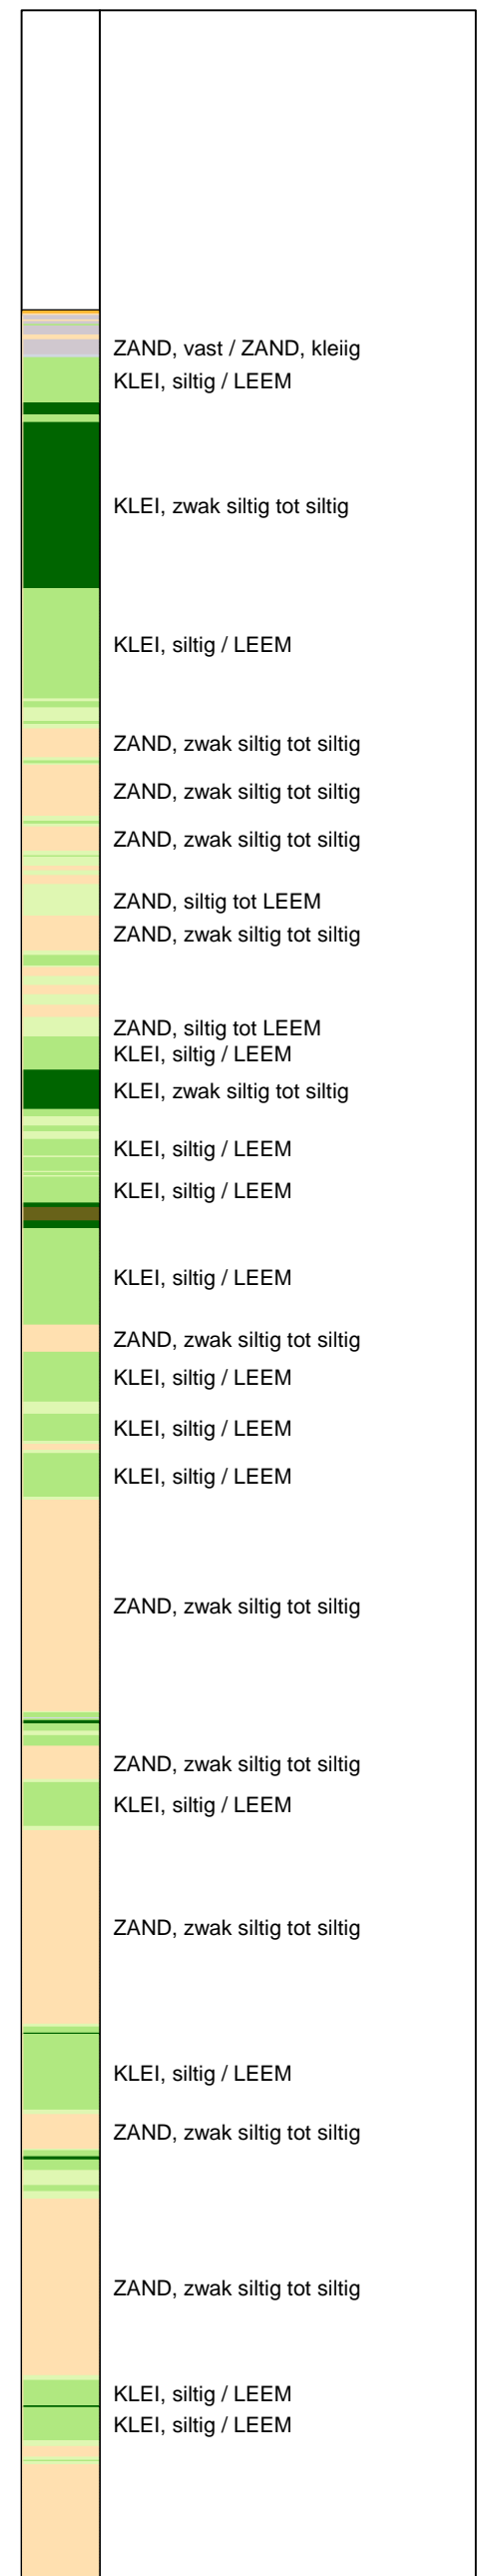 ZAND, vast / ZAND, kleiig
KLEI, siltig / LEEM
KLEI, zwak siltig tot siltig
KLEI, siltig / LEEM
ZAND, zwak siltig tot siltig
ZAND, zwak siltig tot siltig
ZAND, zwak siltig tot siltig
ZAND, siltig tot LEEM
ZAND, zwak siltig tot siltig
ZAND, siltig tot LEEM
KLEI, siltig / LEEM
KLEI, zwak siltig tot siltig
KLEI, siltig / LEEM
KLEI, siltig / LEEM
KLEI, siltig / LEEM
ZAND, zwak siltig tot siltig
KLEI, siltig / LEEM
KLEI, siltig / LEEM
KLEI, siltig / LEEM
ZAND, zwak siltig tot siltig
ZAND, zwak siltig tot siltig
KLEI, siltig / LEEM
ZAND, zwak siltig tot siltig
KLEI, siltig / LEEM
ZAND, zwak siltig tot siltig
ZAND, zwak siltig tot siltig
KLEI, siltig / LEEM
KLEI, siltig / LEEM